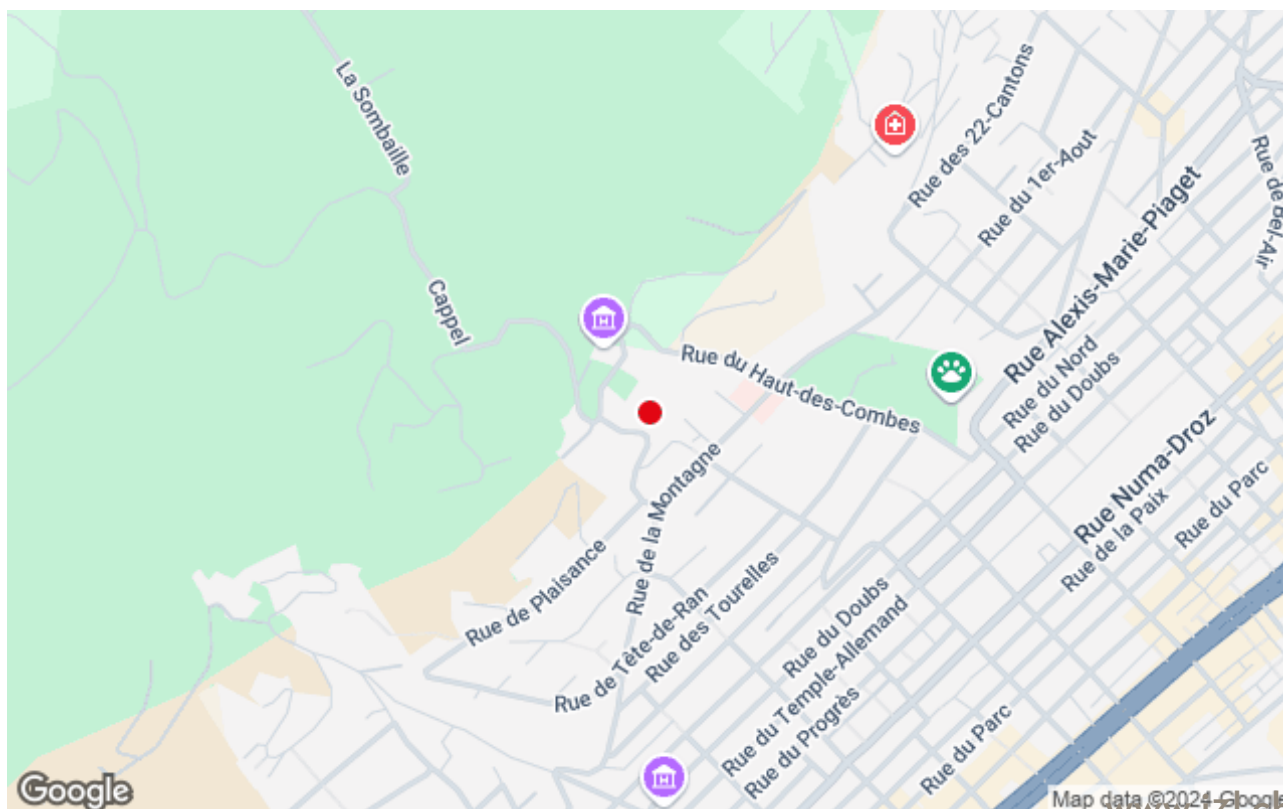 La Sombaille
Cappel
Rue des 22-Cantons
Rue du 1er-Aout
Rue de Bel-Air
Rue Alexis-Marie-Piaget
Rue du Nord
Rue du Doubs
Rue du Haut-des-Combes
Rue Numa-Droz
Rue du Parc
Rue de la Paix
Rue de la Montagne
Rue de Plaisance
Rue de Tête-de-Ran
Rue des Tourelles
Rue du Doubs
Rue du Temple-Allemand
Rue du Progrès
Rue du Parc
H
H
Google
Map data ©2024 Google